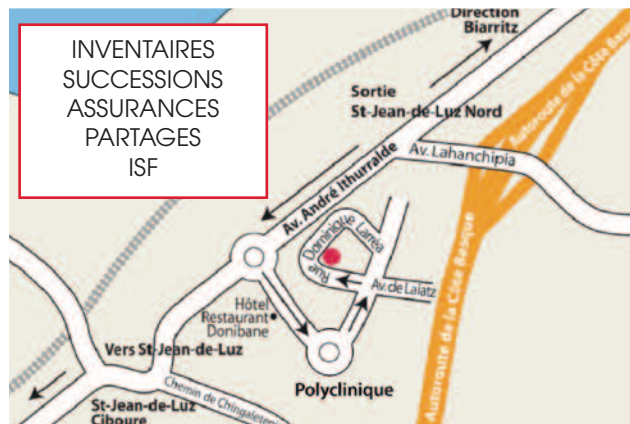 INVENTAIRES
SUCCESSIONS
ASSURANCES
PARTAGES
ISF
Direction
Biarritz
Sortie
St-Jean-de-Luz Nord
Autoroute de la Côte Basque
Av. Lahanchipia
Av. André Ithurralde
Rue Dominique Larréa
Av. de Lalatz
Hôtel
Restaurant
Donibane
Autoroute de la Côte Basque
Vers St-Jean-de-Luz
Polyclinique
Chemin de
St-Jean-de-Luz
Ciboure